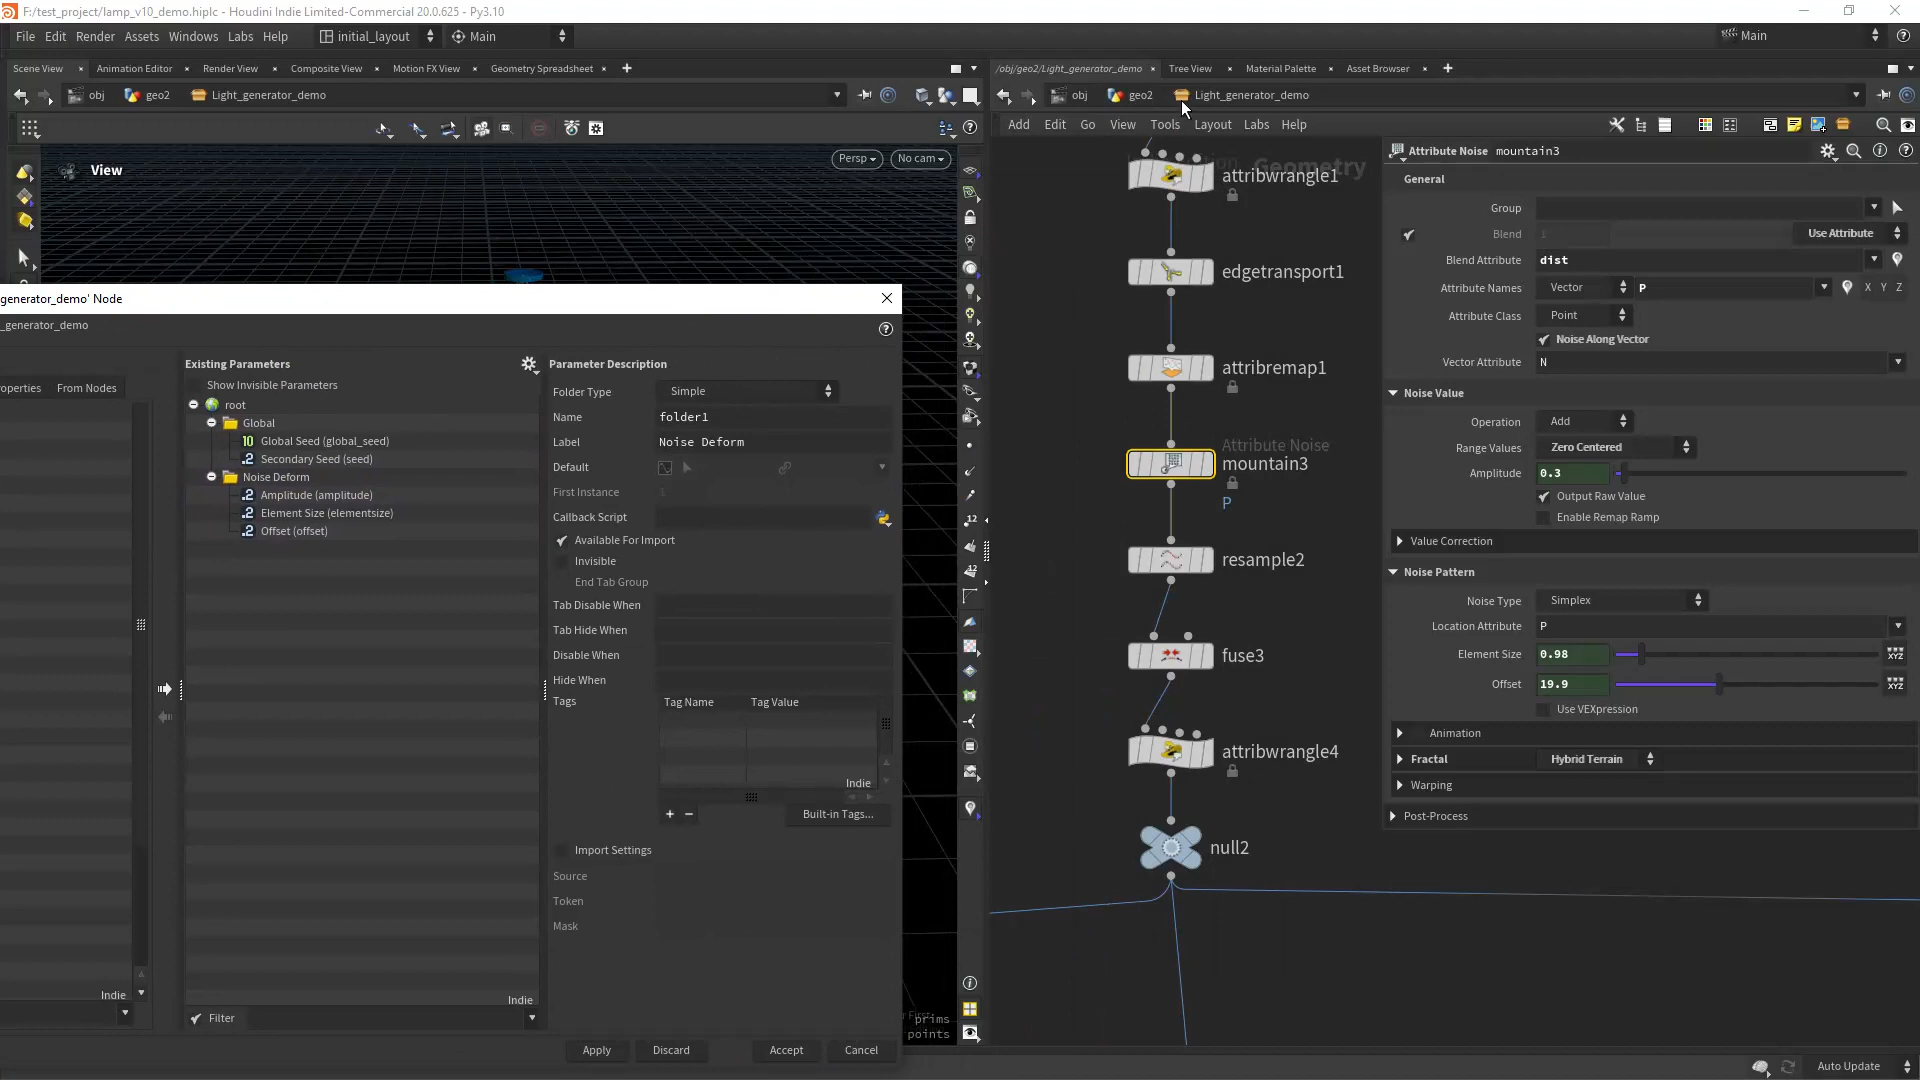 F:/test_project/lamp_v10_demo.hiplc - Houdini Indie Limited-Commercial 20.0.625 - Py3.10
File Edit Render Assets Windows Labs Help initial_layout Main
Main
Scene View Animation Editor Render View Composite View Motion FX View Geometry Spreadsheet
/obj/geo2/Light_generator_demo Tree View Material Palette Asset Browser
obj geo2 Light_generator_demo
obj geo2 Light_generator_demo
Add Edit Go View Tools Layout Labs Help
View
Persp No cam
Geometry
attribwrangle1
edgetransport1
attribremap1
Attribute Noise
mountain3
P
resample2
fuse3
attribwrangle4
null2
Attribute Noise mountain3
General
Group
Blend 1 Use Attribute
Blend Attribute dist
Attribute Names Vector P X Y Z
Attribute Class Point
Noise Along Vector
Vector Attribute N
Noise Value
Operation Add
Range Values Zero Centered
Amplitude 0.3
Output Raw Value
Enable Remap Ramp
Value Correction
Noise Pattern
Noise Type Simplex
Location Attribute P
Element Size 0.98
Offset 19.9
Use VEXpression
Animation
Fractal Hybrid Terrain
Warping
Post-Process
generator_demo' Node
_generator_demo
operties From Nodes
Indie
Existing Parameters
Show Invisible Parameters
root
Global
Global Seed (global_seed)
Secondary Seed (seed)
Noise Deform
Amplitude (amplitude)
Element Size (elementsize)
Offset (offset)
Indie
Filter
Parameter Description
Folder Type Simple
Name folder1
Label Noise Deform
Default
First Instance 1
Callback Script
Available For Import
Invisible
End Tab Group
Tab Disable When
Tab Hide When
Disable When
Hide When
Tags Tag Name Tag Value
Indie
+ − Built-in Tags...
Import Settings
Source
Token
Mask
Apply Discard Accept Cancel
prims
points
Auto Update